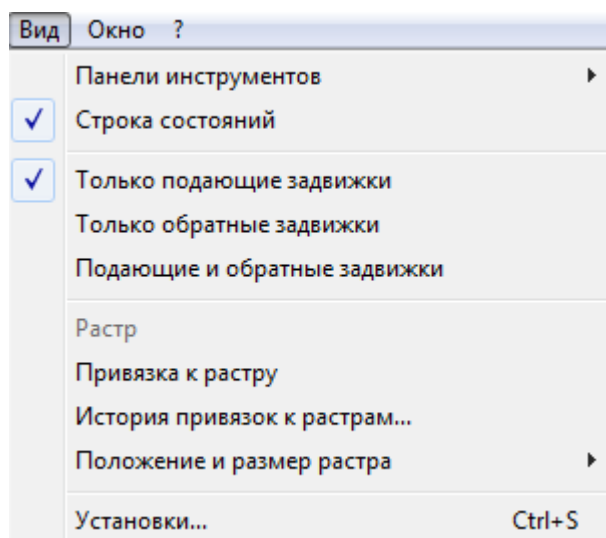 Вид Окно ?
Панели инструментов
Строка состояний
Только подающие задвижки
Только обратные задвижки
Подающие и обратные задвижки
Растр
Привязка к растру
История привязок к растрам...
Положение и размер растра
Установки... Ctrl+S